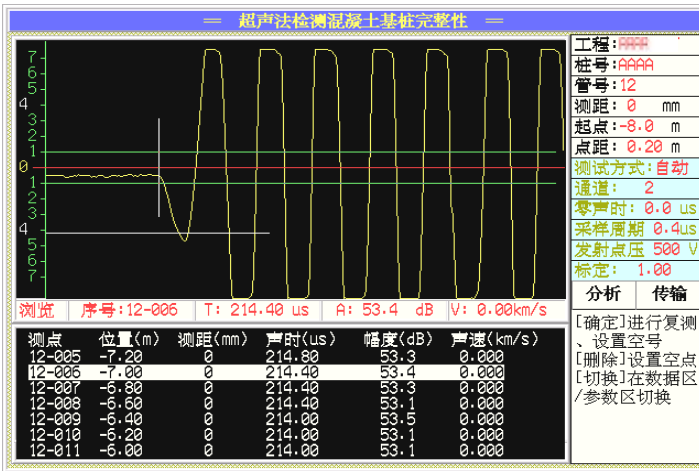 ＝ 超声法检测混凝土基桩完整性 ＝
7
6
5
4
3
2
1
0
1
2
3
4
5
6
7
工程:
桩号:AAAA
管号:12
测距: 0 mm
起点:-8.0 m
点距: 0.20 m
测试方式:自动
通道: 2
零声时: 0.0 us
采样周期 0.4us
发射点压 500 V
标定: 1.00
分析 传输
[确定]进行复测
、设置空号
[删除]设置空点
[切换]在数据区
/参数区切换
浏览 序号:12-006 T: 214.40 us A: 53.4 dB V: 0.00km/s
测点 位置(m) 测距(mm) 声时(us) 幅度(dB) 声速(km/s)
12-005 -7.20 0 214.80 53.3 0.000
12-006 -7.00 0 214.40 53.4 0.000
12-007 -6.80 0 214.40 53.3 0.000
12-008 -6.60 0 214.40 53.1 0.000
12-009 -6.40 0 214.00 53.5 0.000
12-010 -6.20 0 214.00 53.1 0.000
12-011 -6.00 0 214.40 53.1 0.000